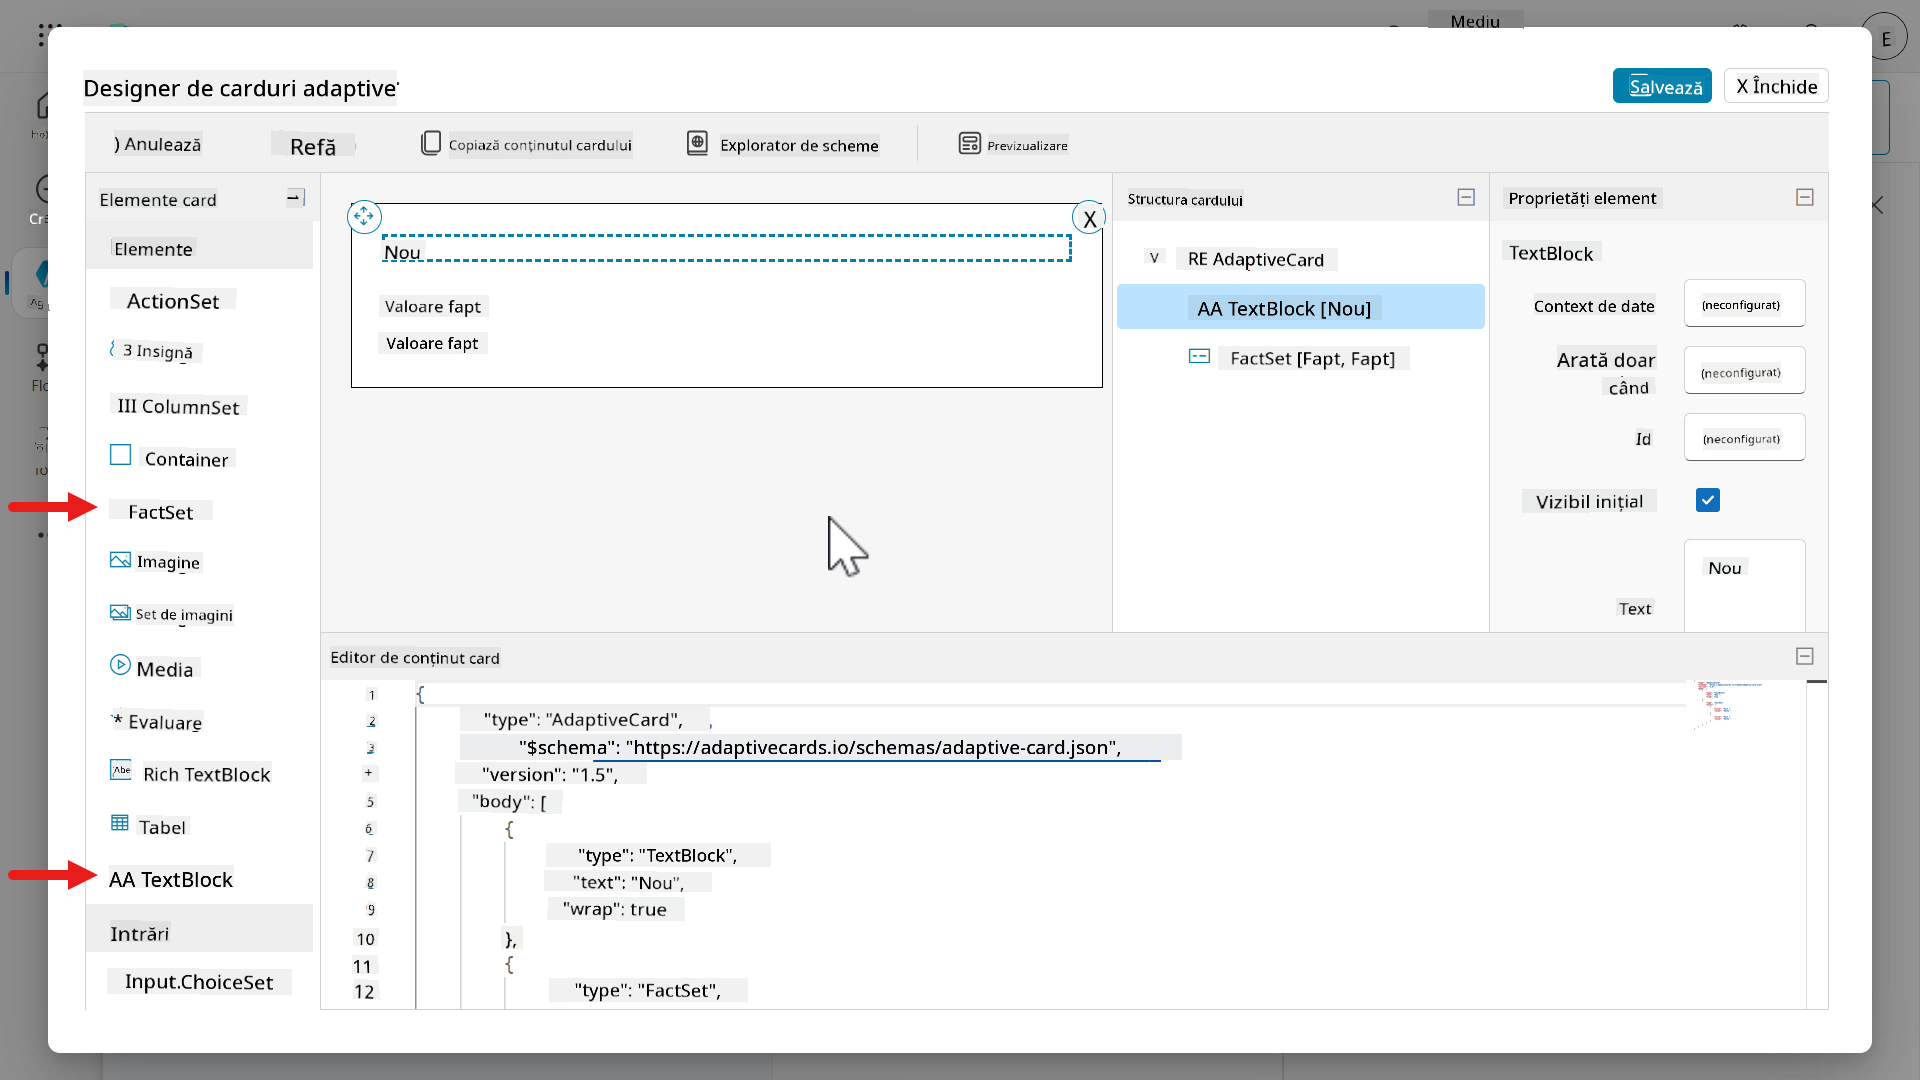 Mediu
E
Designer de carduri adaptive
Salvează
X Închide
) Anulează
Refă
Copiază conținutul cardului
Explorator de scheme
Previzualizare
Elemente card
Elemente
ActionSet
3 Insignă
III ColumnSet
Container
FactSet
Imagine
Set de imagini
Media
* Evaluare
Abe Rich TextBlock
Tabel
AA TextBlock
Intrări
Input.ChoiceSet
X
Nou
Valoare fapt
Valoare fapt
Structura cardului
V RE AdaptiveCard
AA TextBlock [Nou]
FactSet [Fapt, Fapt]
Proprietăți element
TextBlock
Context de date
(neconfigurat)
Arată doar
când
(neconfigurat)
Id
(neconfigurat)
Vizibil inițial
Text
Nou
Editor de conținut card
1 {
2 "type": "AdaptiveCard",
3 "$schema": "https://adaptivecards.io/schemas/adaptive-card.json",
+ "version": "1.5",
5 "body": [
6 {
7 "type": "TextBlock",
8 "text": "Nou",
9 "wrap": true
10 },
11 {
12 "type": "FactSet",